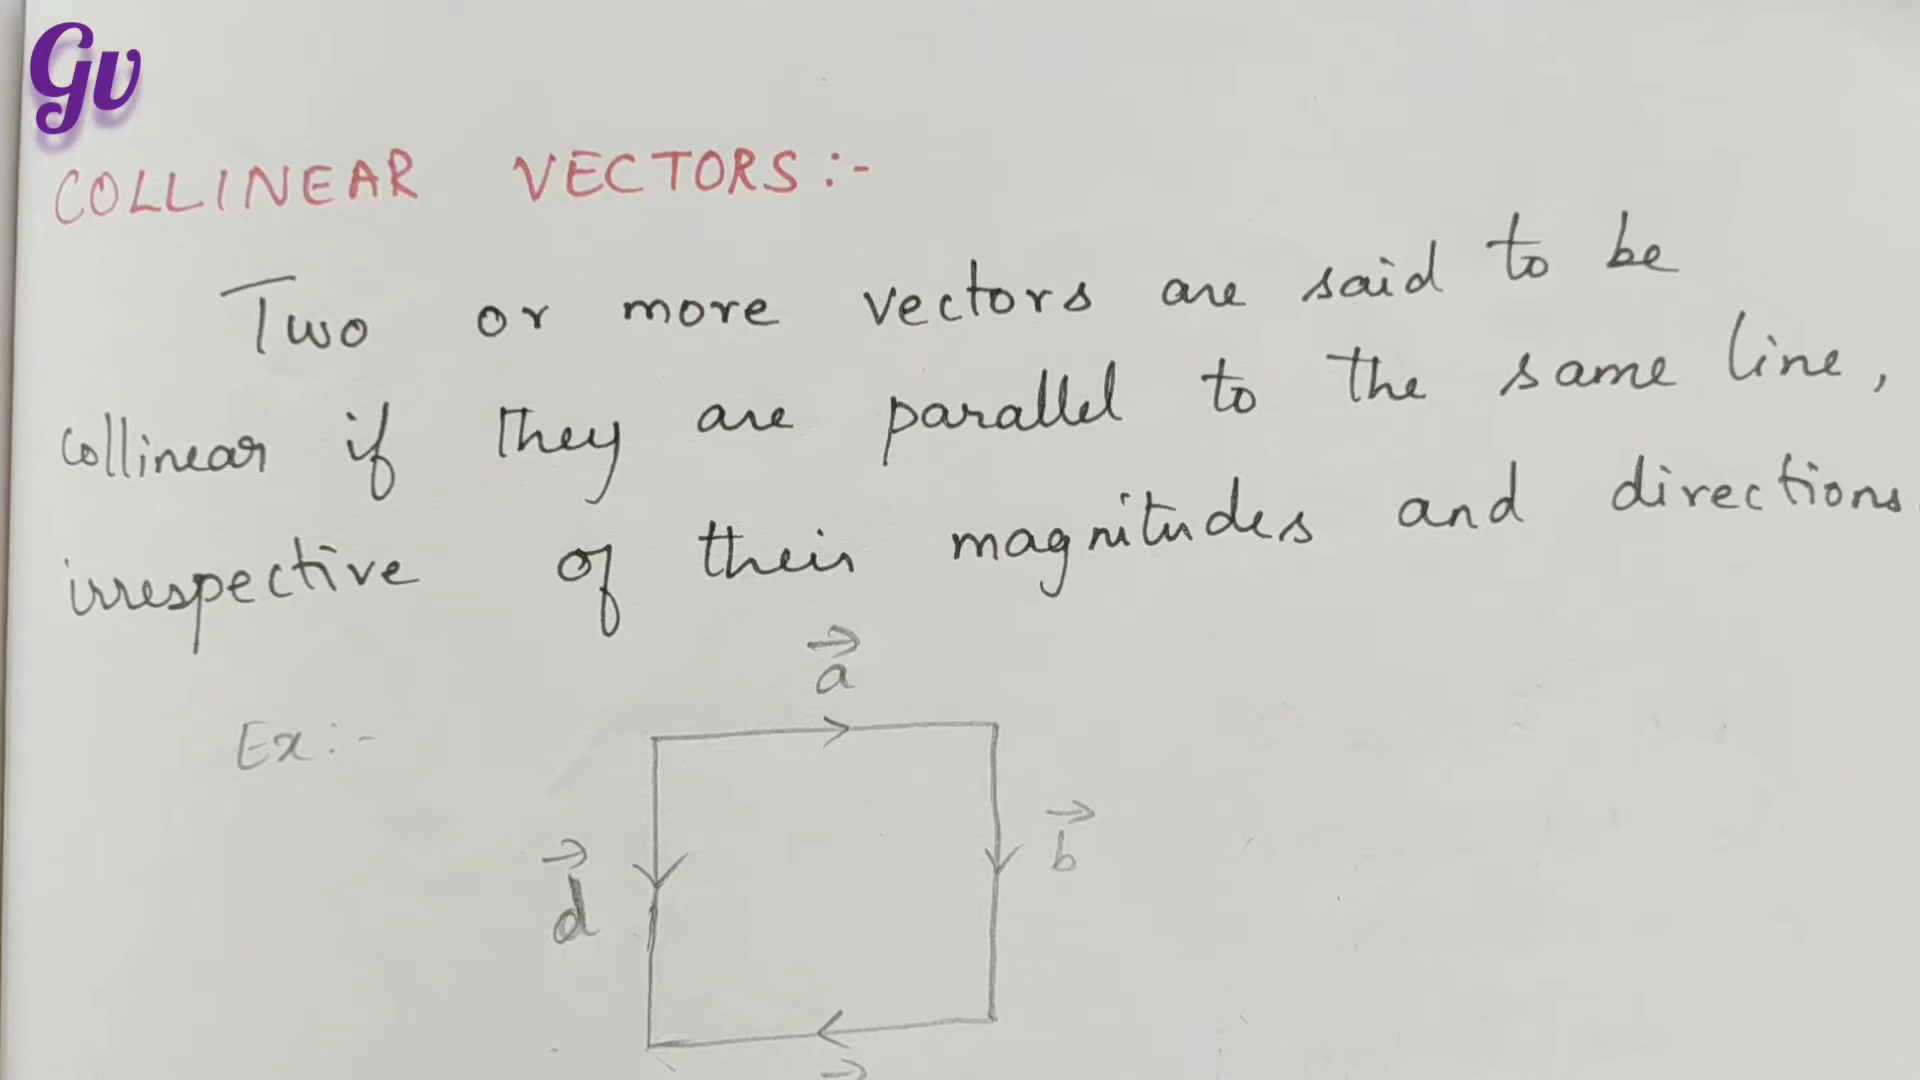 Gv
COLLINEAR VECTORS:-
Two or more vectors are said to be
collinear if they are parallel to the same line,
irrespective of their magnitudes and directions.
a⃗
Ex:-
b⃗
d⃗